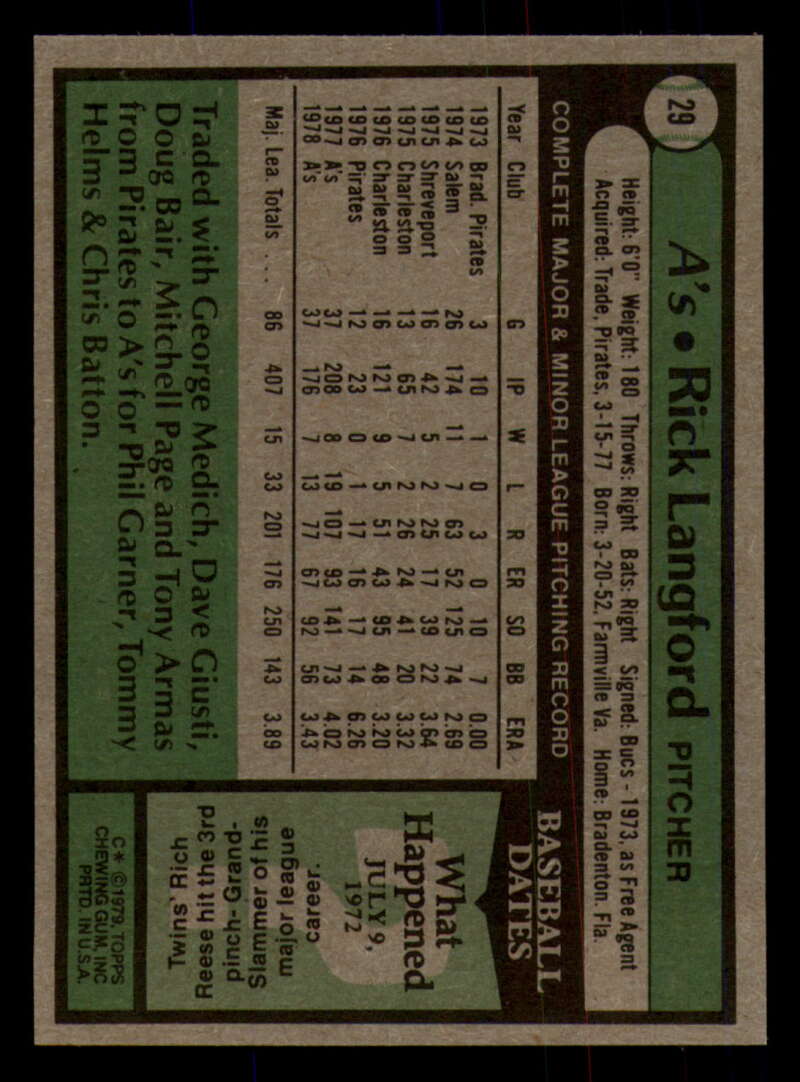 29
A's • Rick Langford PITCHER
Height: 6'0" Weight: 180 Throws: Right Bats: Right Signed: Bucs - 1973, as Free Agent
Acquired: Trade, Pirates, 3-15-77 Born: 3-20-52, Farmville Va. Home: Bradenton, Fla.
COMPLETE MAJOR & MINOR LEAGUE PITCHING RECORD
Year Club G IP W L R ER SO BB ERA
1973 Brad. Pirates 3 10 1 0 3 0 10 7 0.00
1974 Salem 26 174 11 7 63 52 125 74 2.69
1975 Shreveport 16 42 5 2 25 17 39 22 3.64
1975 Charleston 13 65 7 2 26 24 41 20 3.32
1976 Charleston 16 121 9 5 51 43 95 48 3.20
1976 Pirates 12 23 0 1 17 16 17 14 6.26
1977 A's 37 208 8 19 107 93 141 73 4.02
1978 A's 37 176 7 13 77 67 92 56 3.43
Maj. Lea. Totals . . . 86 407 15 33 201 176 250 143 3.89
Traded with George Medich, Dave Giusti,
Doug Bair, Mitchell Page and Tony Armas
from Pirates to A's for Phil Garner, Tommy
Helms & Chris Batton.
BASEBALL
DATES
What
Happened
JULY 9,
1972
Twins' Rich
Reese hit the 3rd
pinch- Grand-
Slammer of his
major league
career.
C* ©1979, TOPPS
CHEWING GUM, INC
PRTD. IN U.S.A.